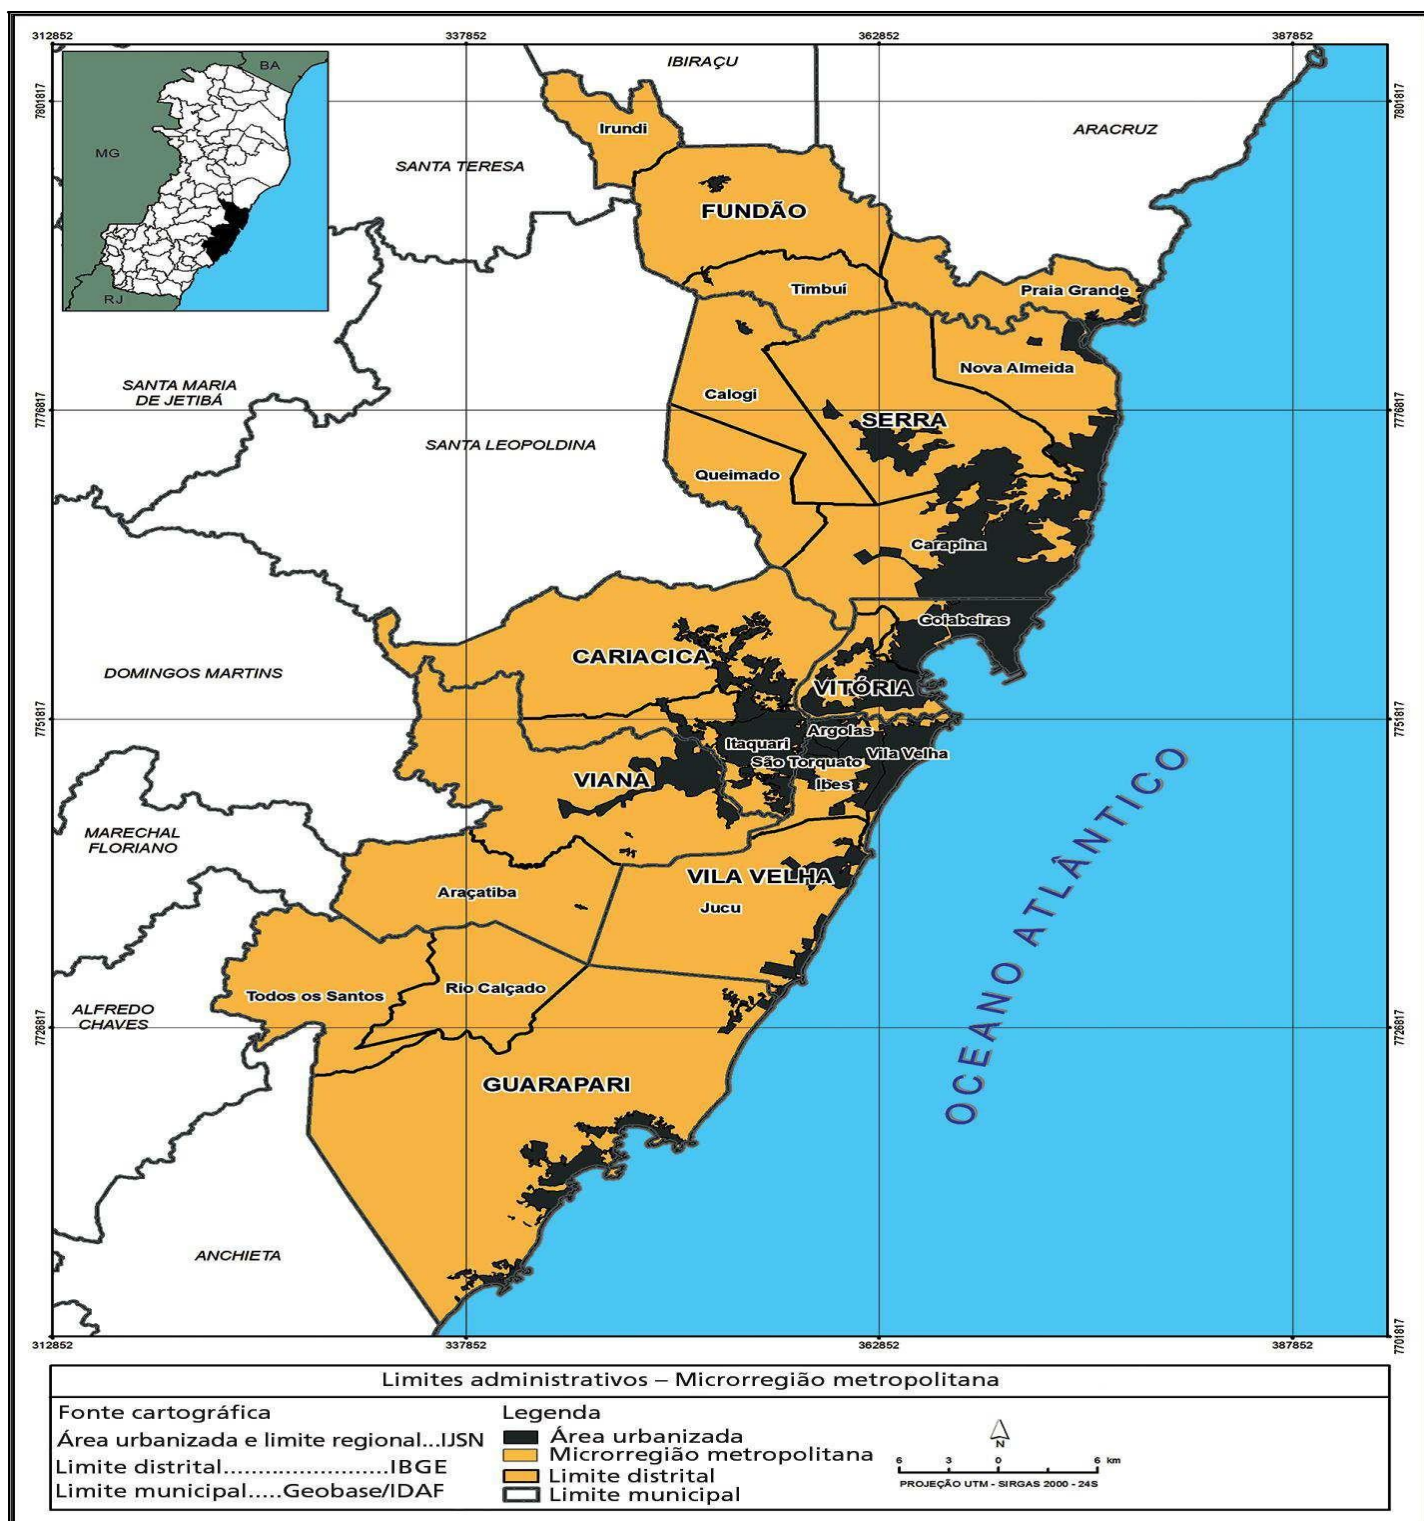 312852 337852 362852 387852
7801817
7776817
7751817
7726817
7701817
BA
MG
RJ
IBIRAÇU
ARACRUZ
Irundi
SANTA TERESA
FUNDÃO
Timbuí
Praia Grande
Nova Almeida
SANTA MARIA
DE JETIBÁ
Calogi
SERRA
SANTA LEOPOLDINA
Queimado
Carapina
Goiabeiras
CARIACICA
DOMINGOS MARTINS
VITÓRIA
Argolas
Itaquari
Vila Velha
São Torquato
VIANA
Ibes
MARECHAL
FLORIANO
VILA VELHA
Araçatiba
Jucu
Todos os Santos
Rio Calçado
ALFREDO
CHAVES
GUARAPARI
ANCHIETA
OCEANO ATLÂNTICO
7801817
7776817
7751817
7726817
312852 337852 362852 387852
Limites administrativos – Microrregião metropolitana
Fonte cartográfica
Área urbanizada e limite regional...IJSN
Limite distrital........................IBGE
Limite municipal.....Geobase/IDAF
Legenda
Área urbanizada
Microrregião metropolitana
Limite distrital
Limite municipal
N
6 3 0 6 km
PROJEÇÃO UTM - SIRGAS 2000 - 24S